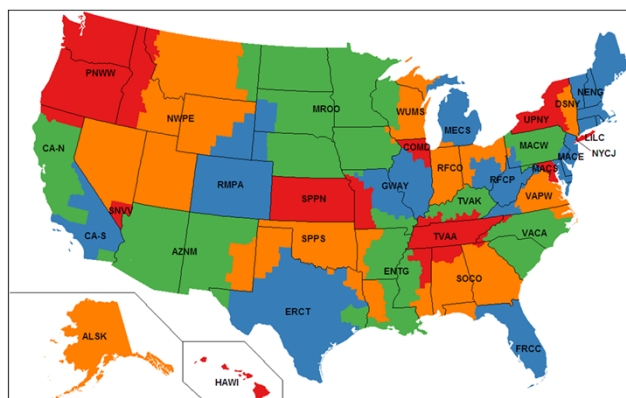 PNWW
NWPE
MROO
WUMS
MECS
NENG
DSNY
UPNY
LILC
NYCJ
COMD
MACW
MACE
MACS
CA-N
RMPA
GWAY
RFCO
RFCP
VAPW
SNVV
SPPN
TVAK
CA-S
AZNM
SPPS
TVAA
VACA
ENTG
SOCO
ERCT
ALSK
FRCC
HAWI